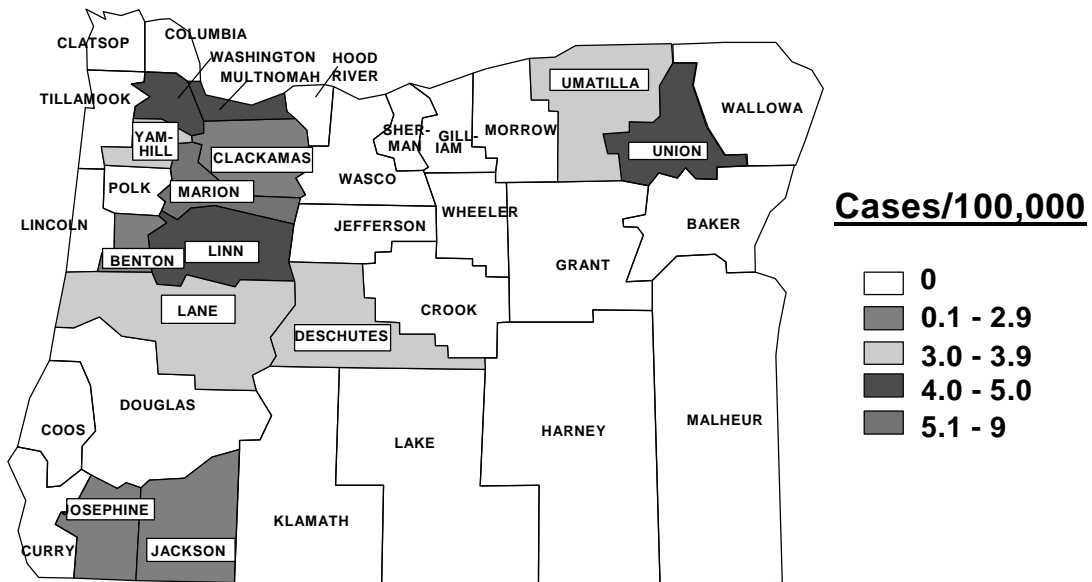 CLATSOP
COLUMBIA
WASHINGTON
HOOD
RIVER
MULTNOMAH
TILLAMOOK
UMATILLA
WALLOWA
YAM-
HILL
CLACKAMAS
SHER-
MAN
GILL-
IAM
MORROW
UNION
POLK
MARION
WASCO
LINCOLN
JEFFERSON
WHEELER
BAKER
BENTON
LINN
GRANT
LANE
DESCHUTES
CROOK
DOUGLAS
COOS
LAKE
HARNEY
MALHEUR
JOSEPHINE
CURRY
JACKSON
KLAMATH
Cases/100,000
0
0.1 - 2.9
3.0 - 3.9
4.0 - 5.0
5.1 - 9